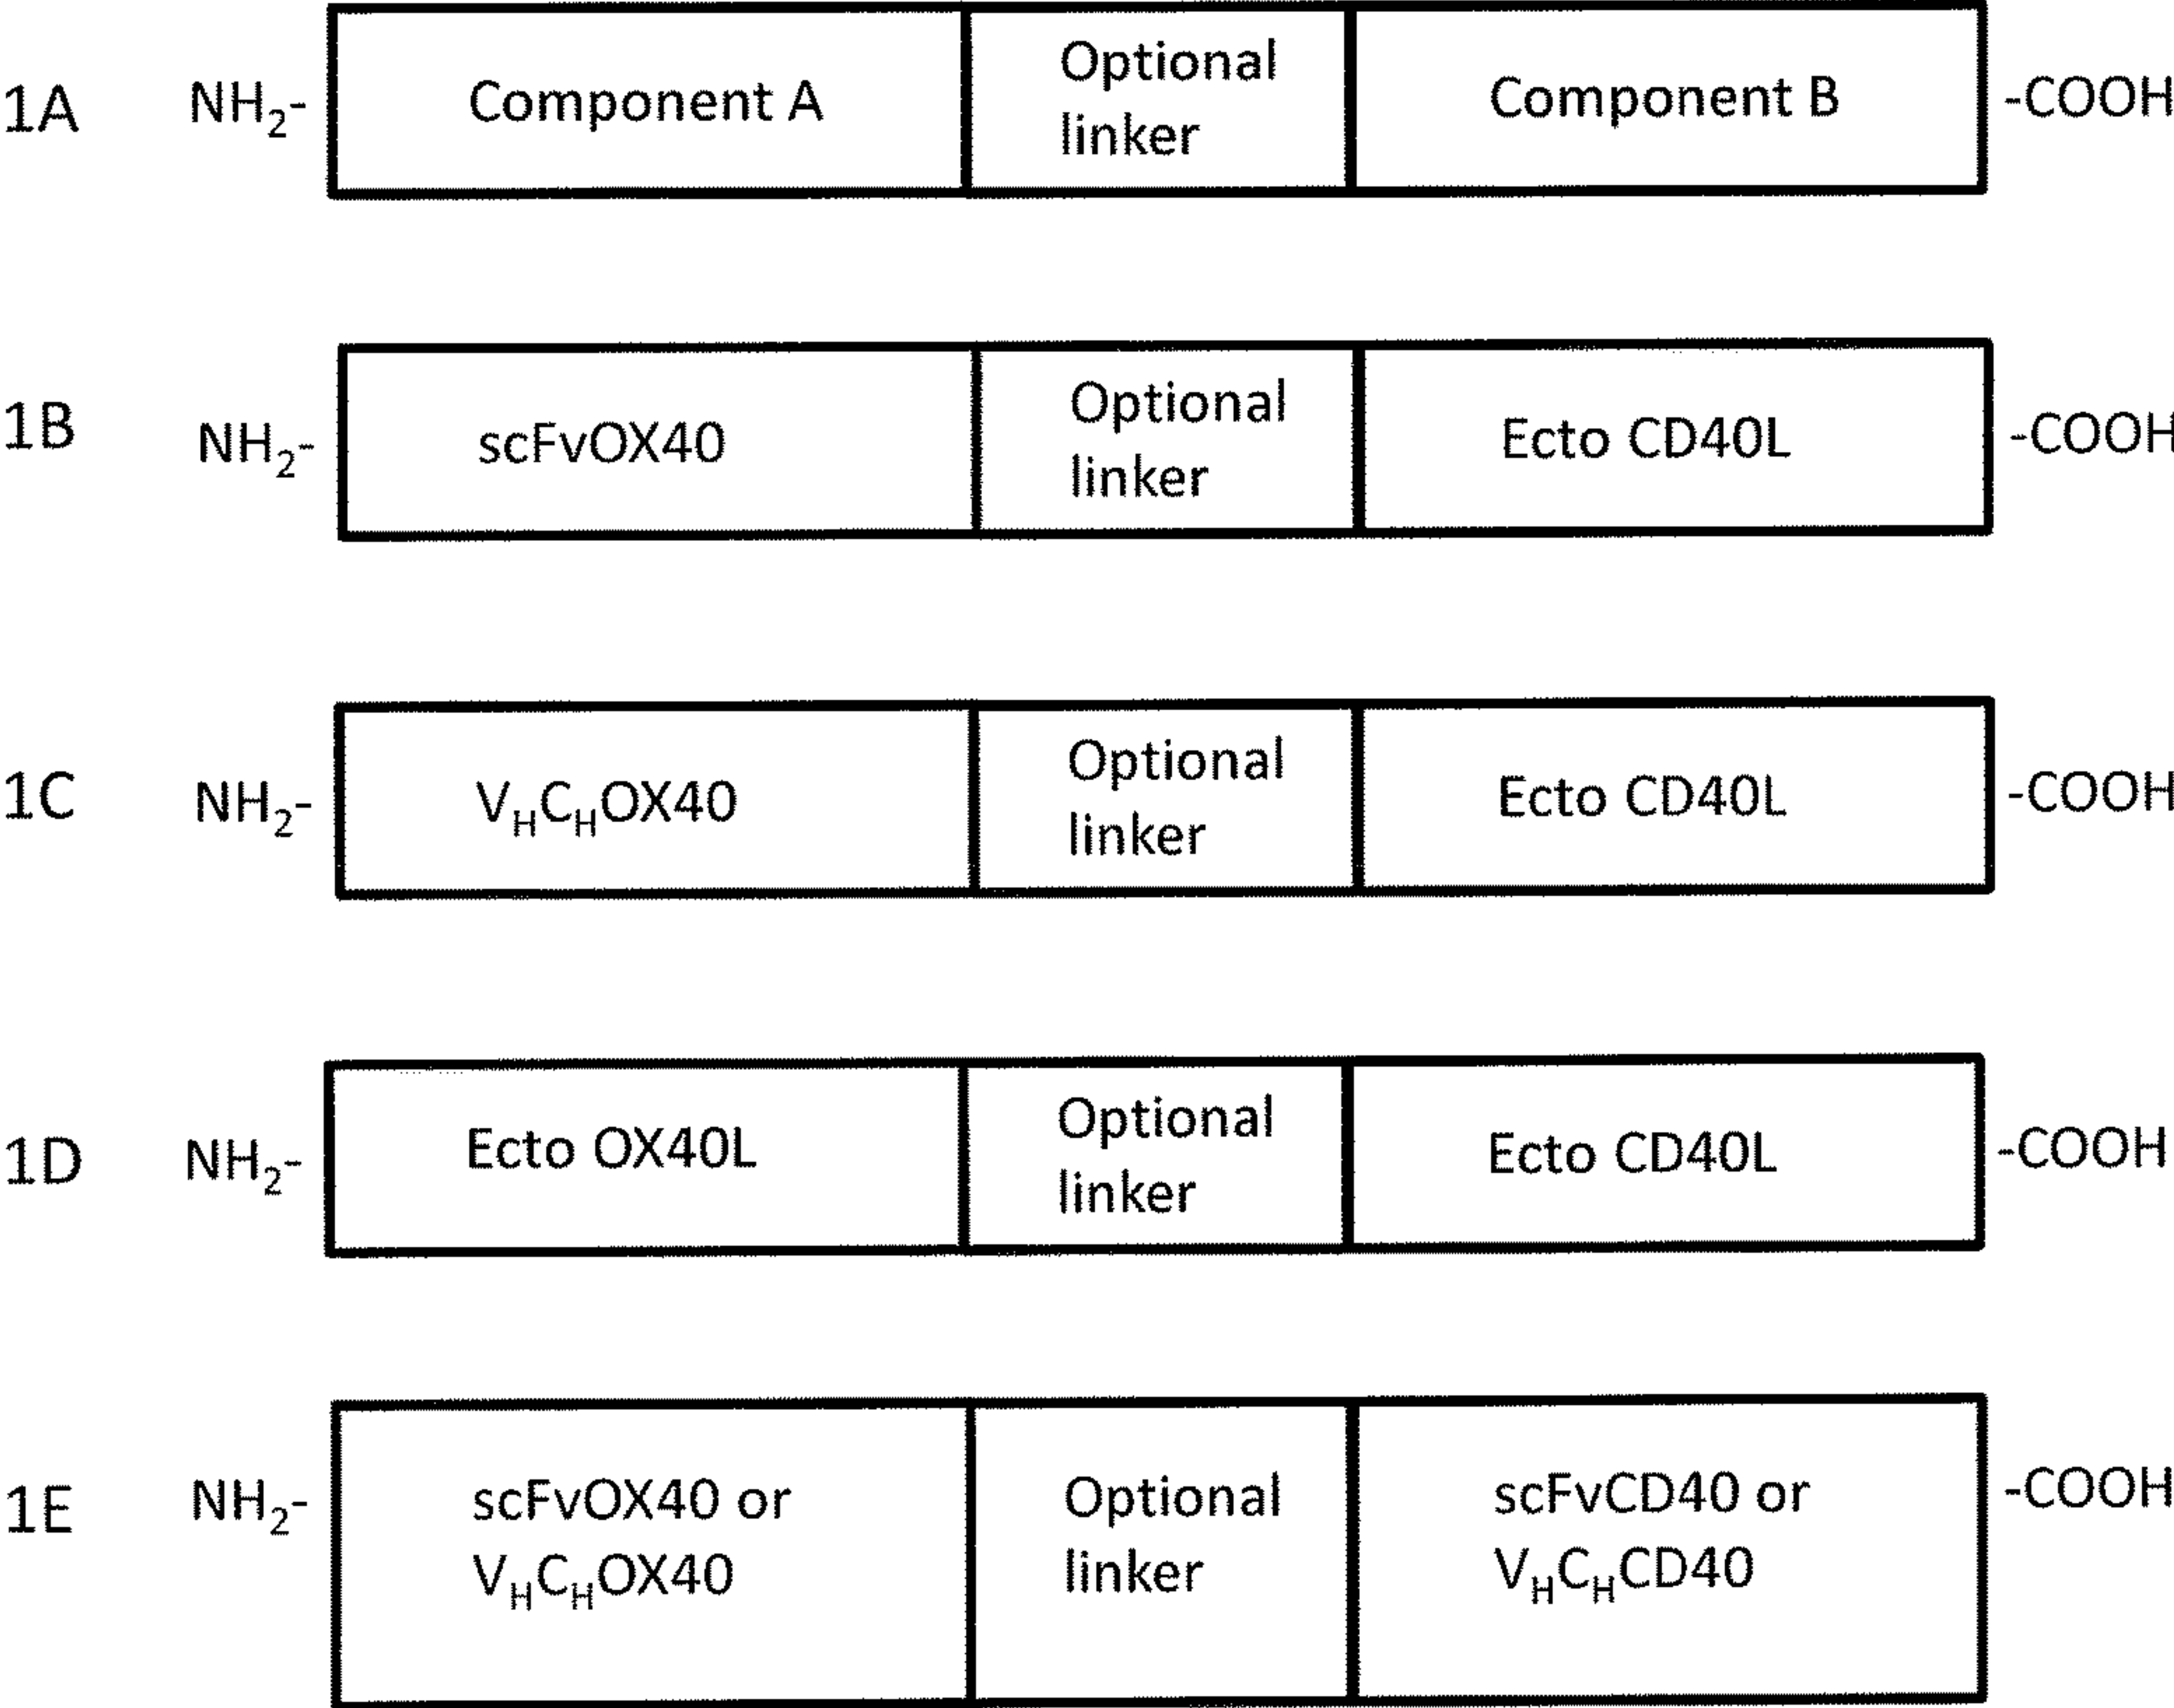 1A NH₂- Component A Optional linker Component B -COOH
1B NH₂- scFvOX40 Optional linker Ecto CD40L -COOH
1C NH₂- VHCHOX40 Optional linker Ecto CD40L -COOH
1D NH₂- Ecto OX40L Optional linker Ecto CD40L -COOH
1E NH₂- scFvOX40 or VHCHOX40 Optional linker scFvCD40 or VHCHCD40 -COOH